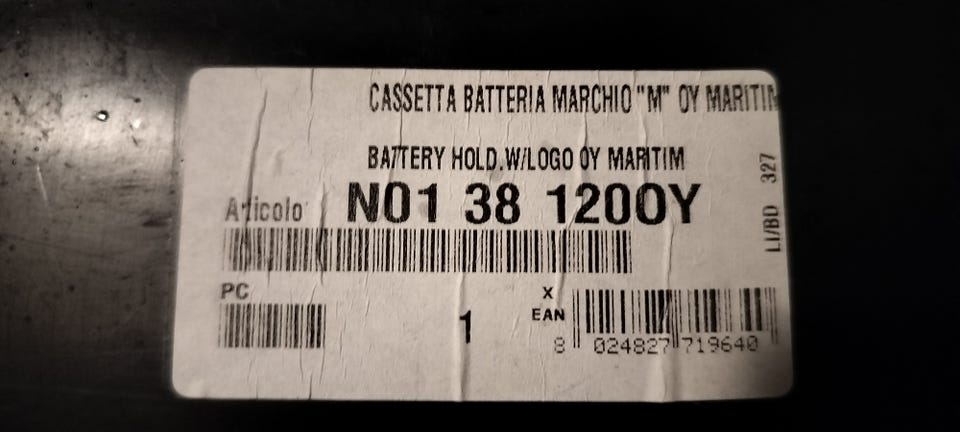 CASSETTA BATTERIA MARCHIO "M" OY MARITIM
BATTERY HOLD.W/LOGO OY MARITIM
Articolo N01 38 1200Y
LI/BD 327
PC
1
X
EAN
8 024827 719640